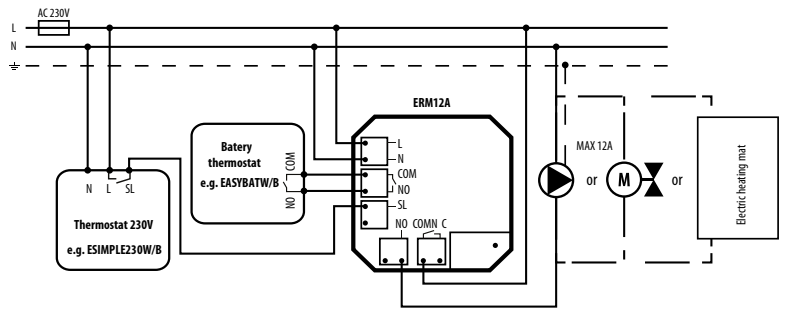 AC 230V
L
N
ERM12A
L
N
COM
NO
SL
NO COM NC
Batery
thermostat
e.g. EASYBATW/B
COM
NO
N L SL
Thermostat 230V
e.g. ESIMPLE230W/B
MAX 12A
or
M
or
Electric heating mat